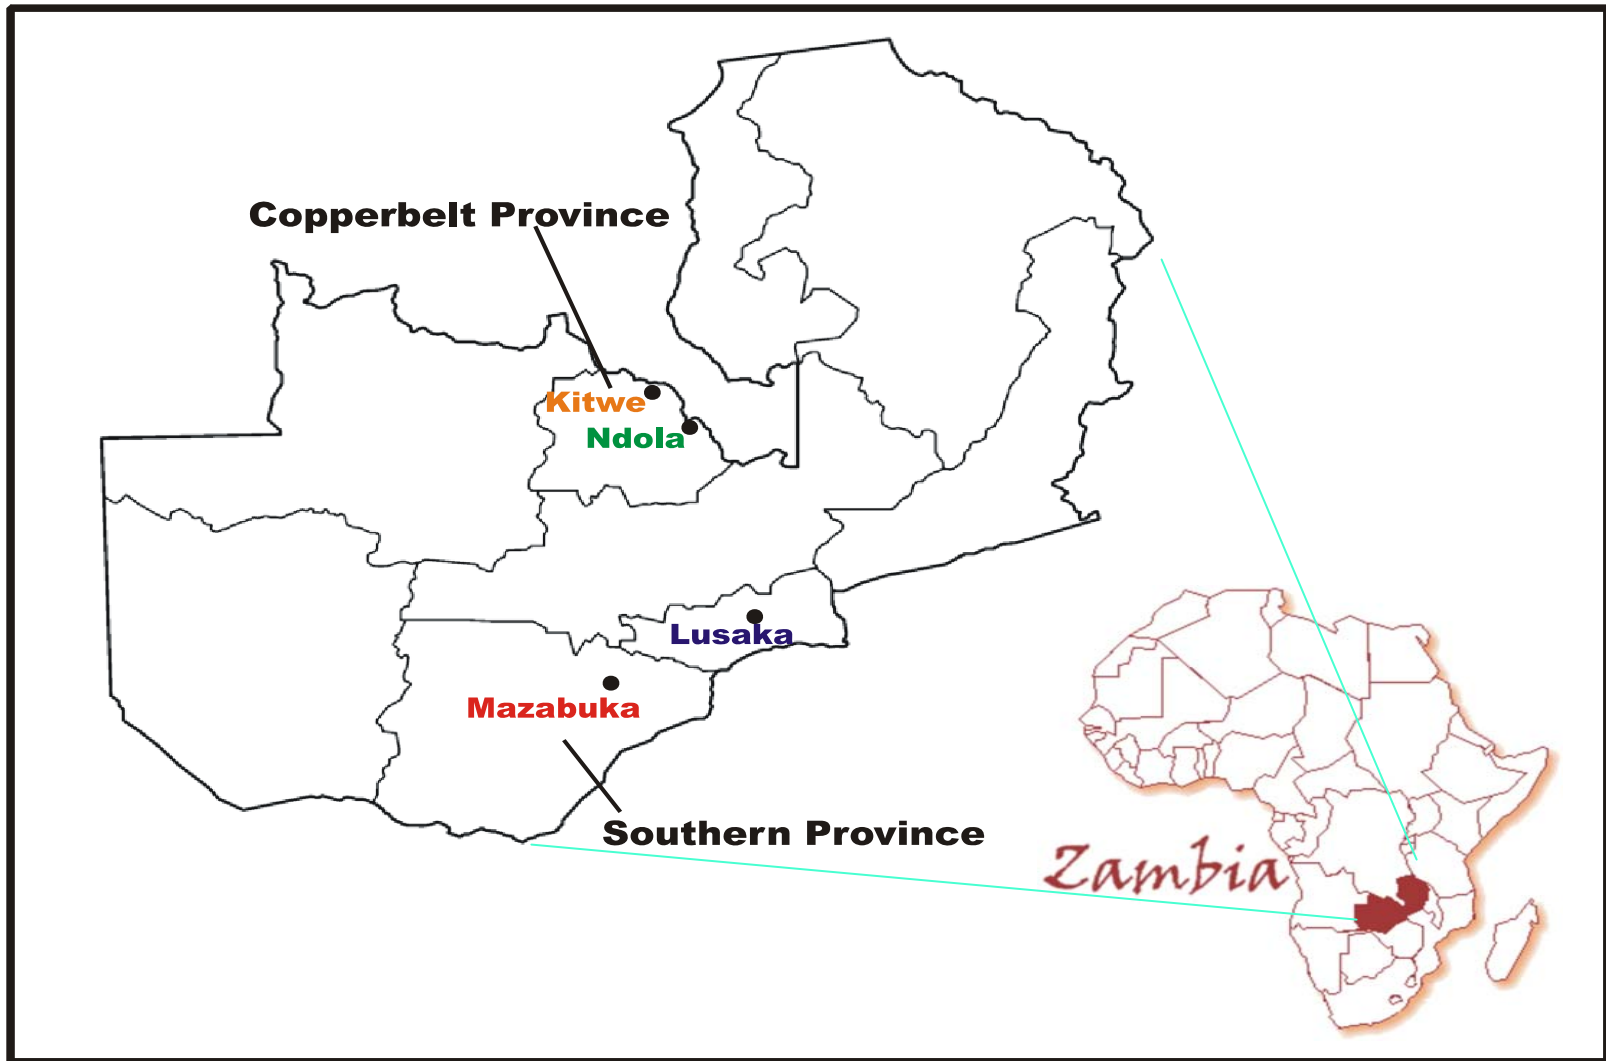 Copperbelt Province
Kitwe
Ndola
Lusaka
Mazabuka
Southern Province
Zambia